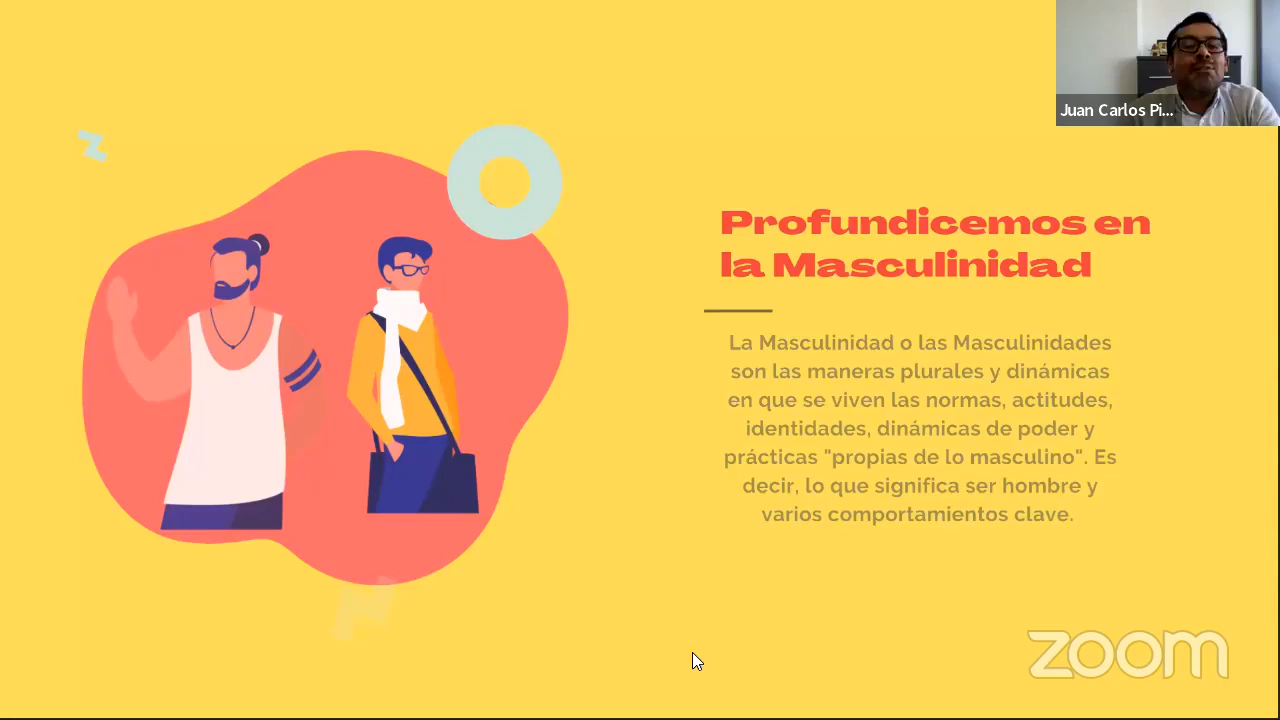 Juan Carlos Pi...
Profundicemos en
la Masculinidad
La Masculinidad o las Masculinidades
son las maneras plurales y dinámicas
en que se viven las normas, actitudes,
identidades, dinámicas de poder y
prácticas "propias de lo masculino". Es
decir, lo que significa ser hombre y
varios comportamientos clave.
zoom